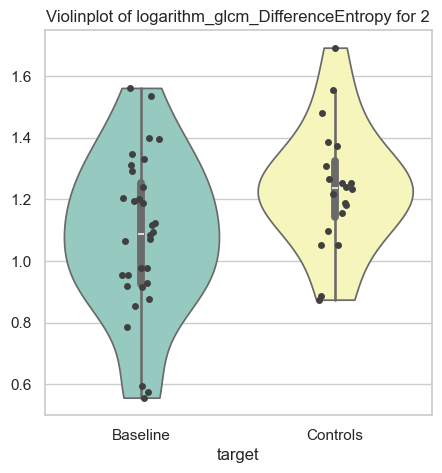 Violinplot of logarithm_glcm_DifferenceEntropy for 2
1.6
1.4
1.2
1.0
0.8
0.6
Baseline
Controls
target